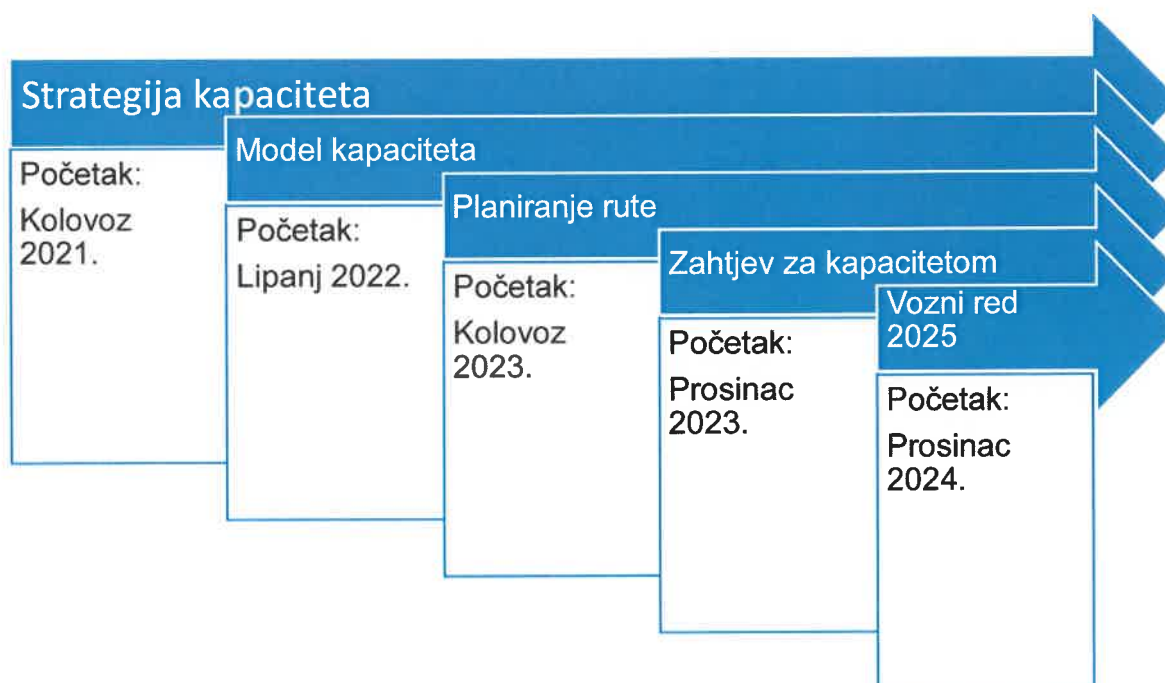 Strategija kapaciteta
Početak:
Kolovoz
2021.
Model kapaciteta
Početak:
Lipanj 2022.
Planiranje rute
Početak:
Kolovoz
2023.
Zahtjev za kapacitetom
Početak:
Prosinac
2023.
Vozni red
2025
Početak:
Prosinac
2024.